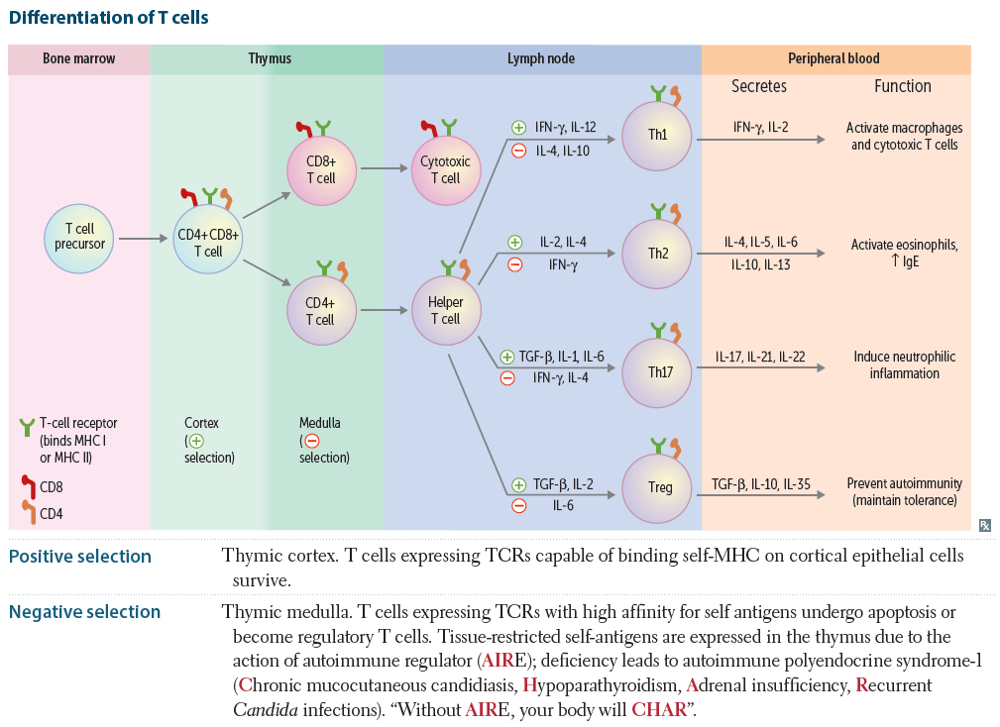 Differentiation of T cells
Bone marrow
Thymus
Lymph node
Peripheral blood
Secretes
Function
T cell
precursor
CD4+CD8+
T cell
CD8+
T cell
CD4+
T cell
Cytotoxic
T cell
Helper
T cell
+ IFN-γ, IL-12
− IL-4, IL-10
Th1
IFN-γ, IL-2
Activate macrophages
and cytotoxic T cells
+ IL-2, IL-4
− IFN-γ
Th2
IL-4, IL-5, IL-6
IL-10, IL-13
Activate eosinophils,
↑ IgE
+ TGF-β, IL-1, IL-6
− IFN-γ, IL-4
Th17
IL-17, IL-21, IL-22
Induce neutrophilic
inflammation
+ TGF-β, IL-2
− IL-6
Treg
TGF-β, IL-10, IL-35
Prevent autoimmunity
(maintain tolerance)
T-cell receptor
(binds MHC I
or MHC II)
CD8
CD4
Cortex
(+
selection)
Medulla
(−
selection)
Rx
Positive selection
Thymic cortex. T cells expressing TCRs capable of binding self-MHC on cortical epithelial cells
survive.
Negative selection
Thymic medulla. T cells expressing TCRs with high affinity for self antigens undergo apoptosis or
become regulatory T cells. Tissue-restricted self-antigens are expressed in the thymus due to the
action of autoimmune regulator (AIRE); deficiency leads to autoimmune polyendocrine syndrome-1
(Chronic mucocutaneous candidiasis, Hypoparathyroidism, Adrenal insufficiency, Recurrent
Candida infections). “Without AIRE, your body will CHAR”.